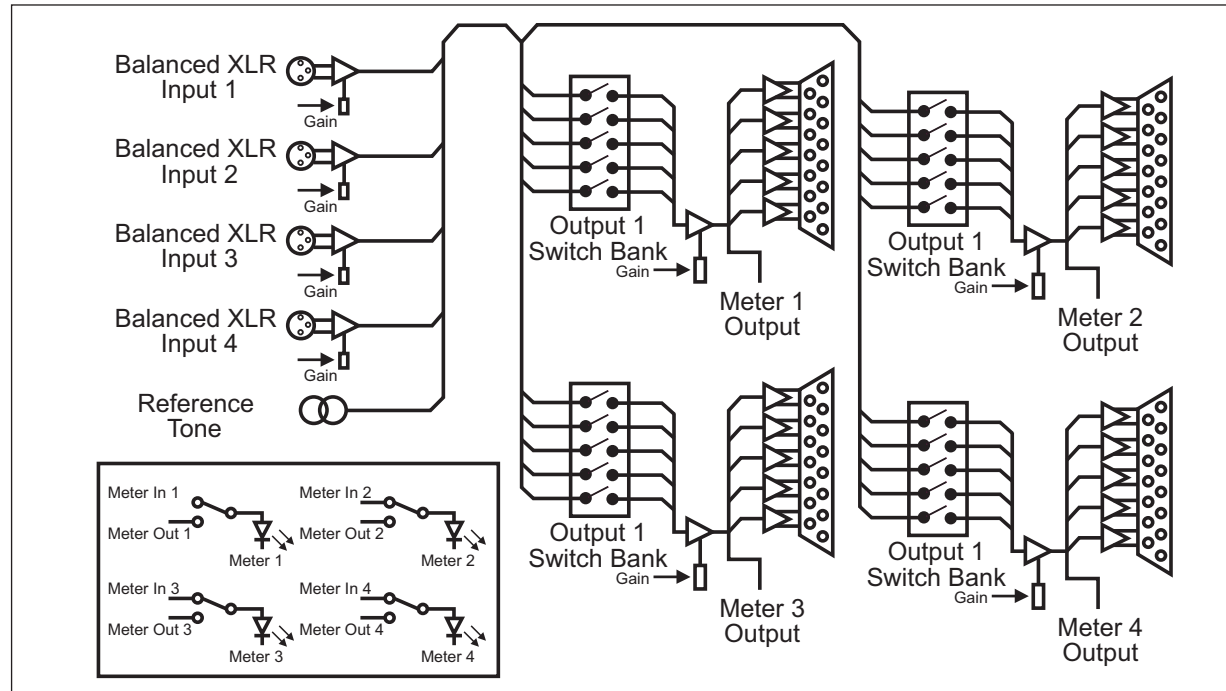 Balanced XLR
Input 1
Gain
Balanced XLR
Input 2
Gain
Balanced XLR
Input 3
Gain
Balanced XLR
Input 4
Gain
Reference
Tone
Output 1
Switch Bank
Gain
Meter 1
Output
Output 1
Switch Bank
Gain
Meter 2
Output
Output 1
Switch Bank
Gain
Meter 3
Output
Output 1
Switch Bank
Gain
Meter 4
Output
Meter In 1
Meter Out 1
Meter 1
Meter In 2
Meter Out 2
Meter 2
Meter In 3
Meter Out 3
Meter 3
Meter In 4
Meter Out 4
Meter 4